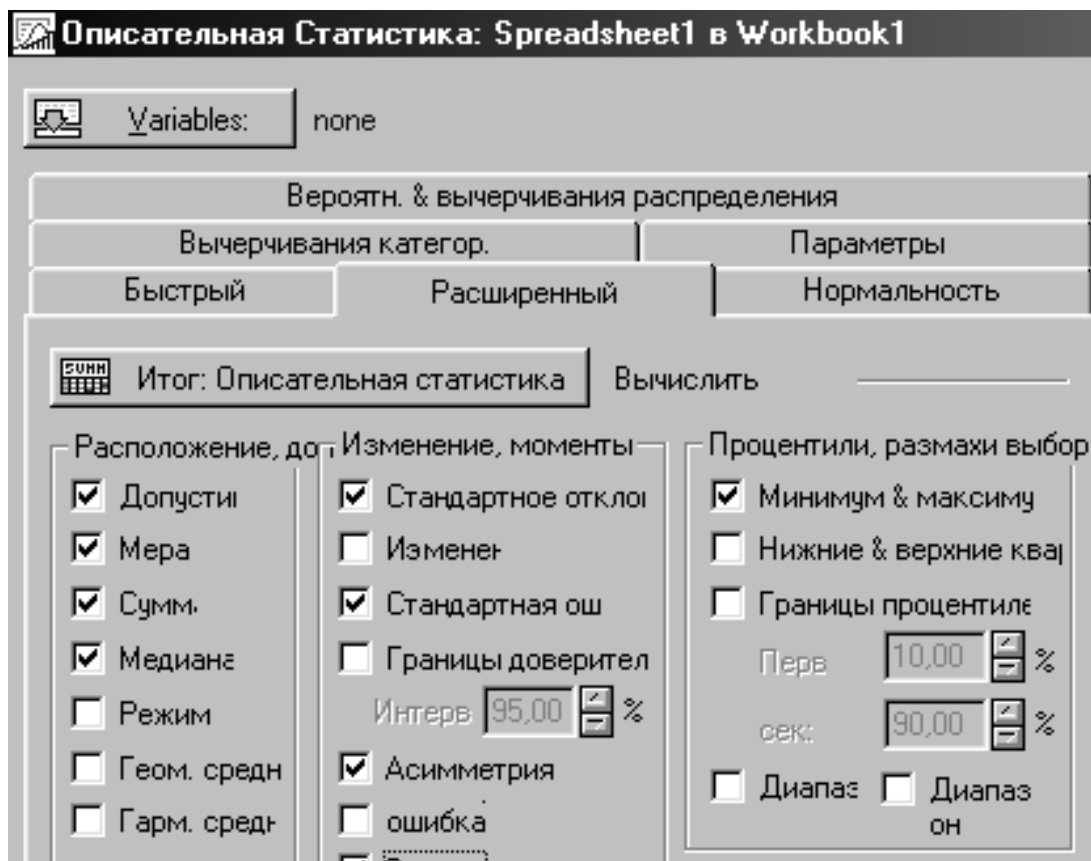 Описательная Статистика: Spreadsheet1 в Workbook1
Variables: none
Вероятн. & вычерчивания распределения
Вычерчивания категор. Параметры
Быстрый Расширенный Нормальность
SUMM Итог: Описательная статистика Вычислить
Расположение, до
Допусти
Мера
Сумм
Медиана
Режим
Геом. средн
Гарм. средн
Изменение, моменты
Стандартное откло
Изменен
Стандартная ош
Границы доверител
Интерв 95,00 %
Асимметрия
ошибка
Процентили, размахи выбор
Минимум & максиму
Нижние & верхние квар
Границы процентиле
Перв 10,00 %
сек: 90,00 %
Диапаз Диапаз
он